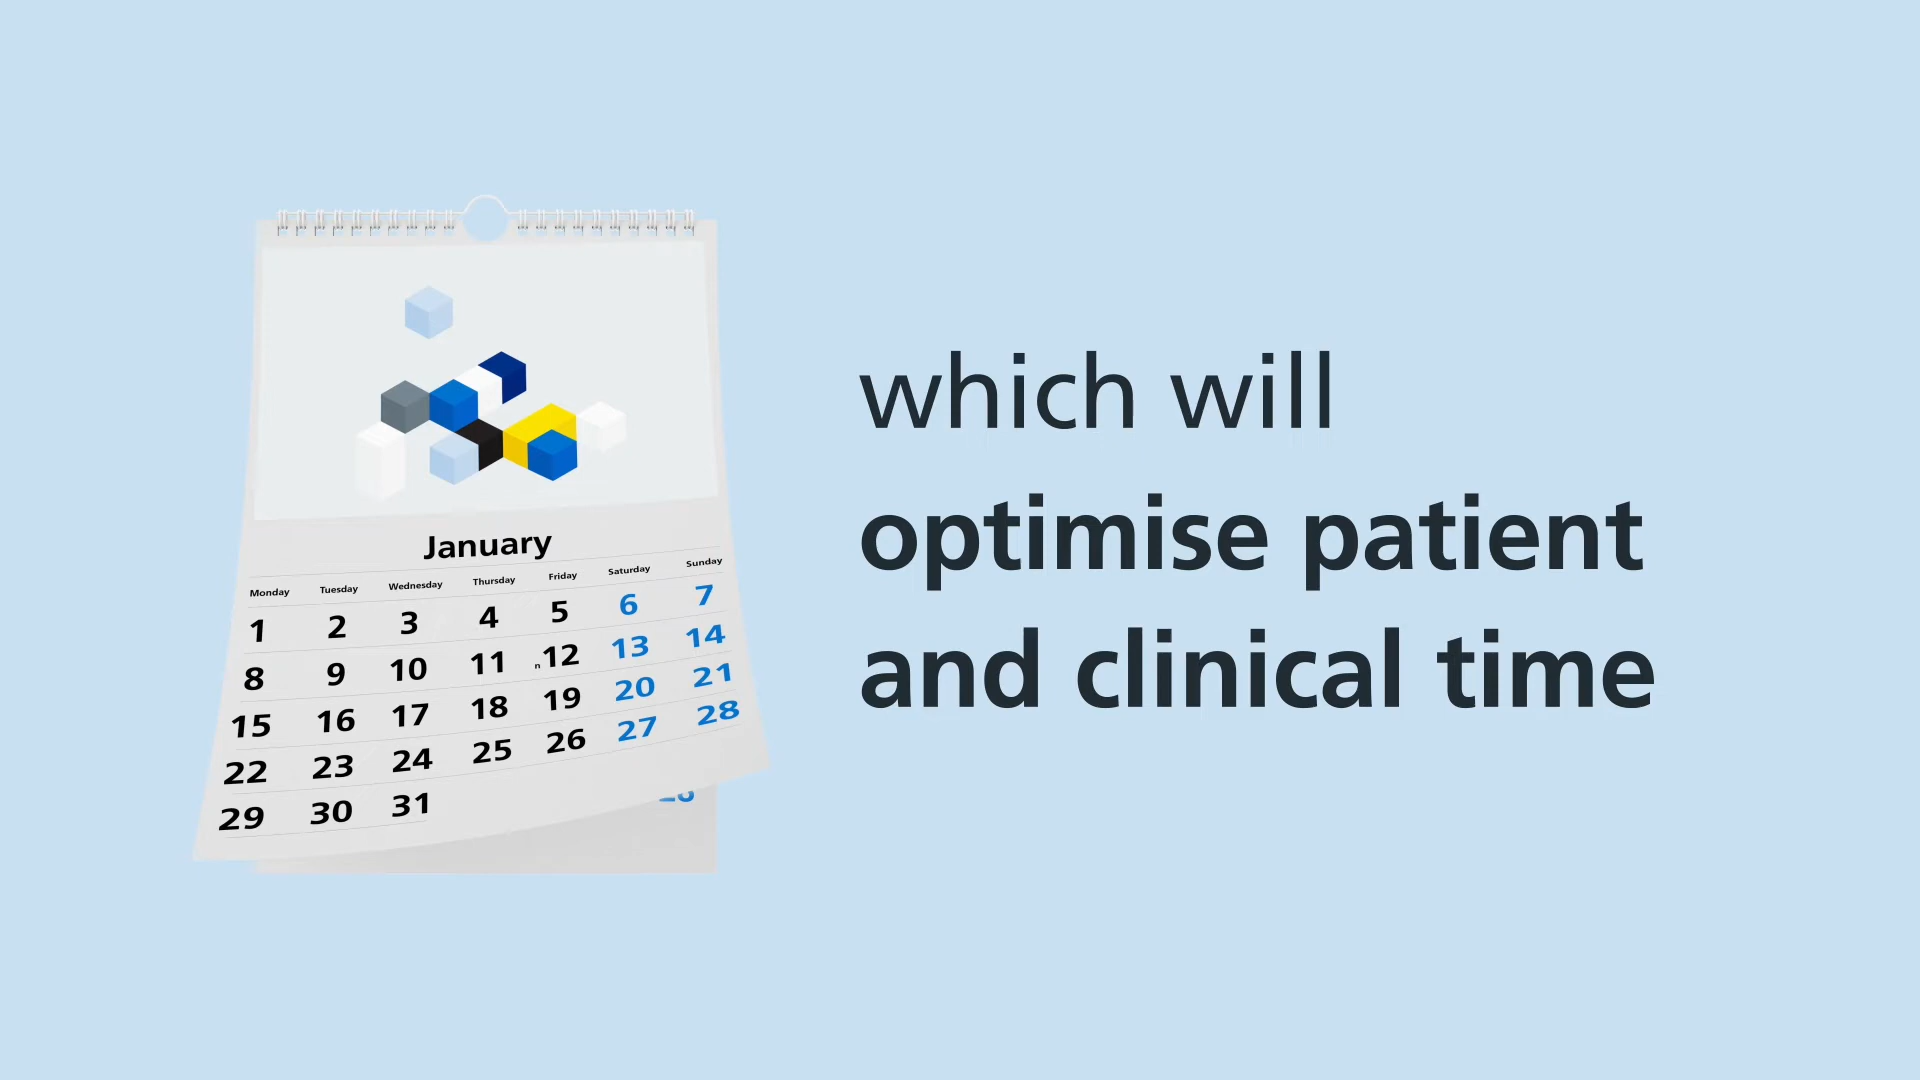 January
Monday Tuesday Wednesday Thursday Friday Saturday Sunday
1 2 3 4 5 6 7
8 9 10 11 n12 13 14
15 16 17 18 19 20 21
22 23 24 25 26 27 28
29 30 31
which will
optimise patient
and clinical time